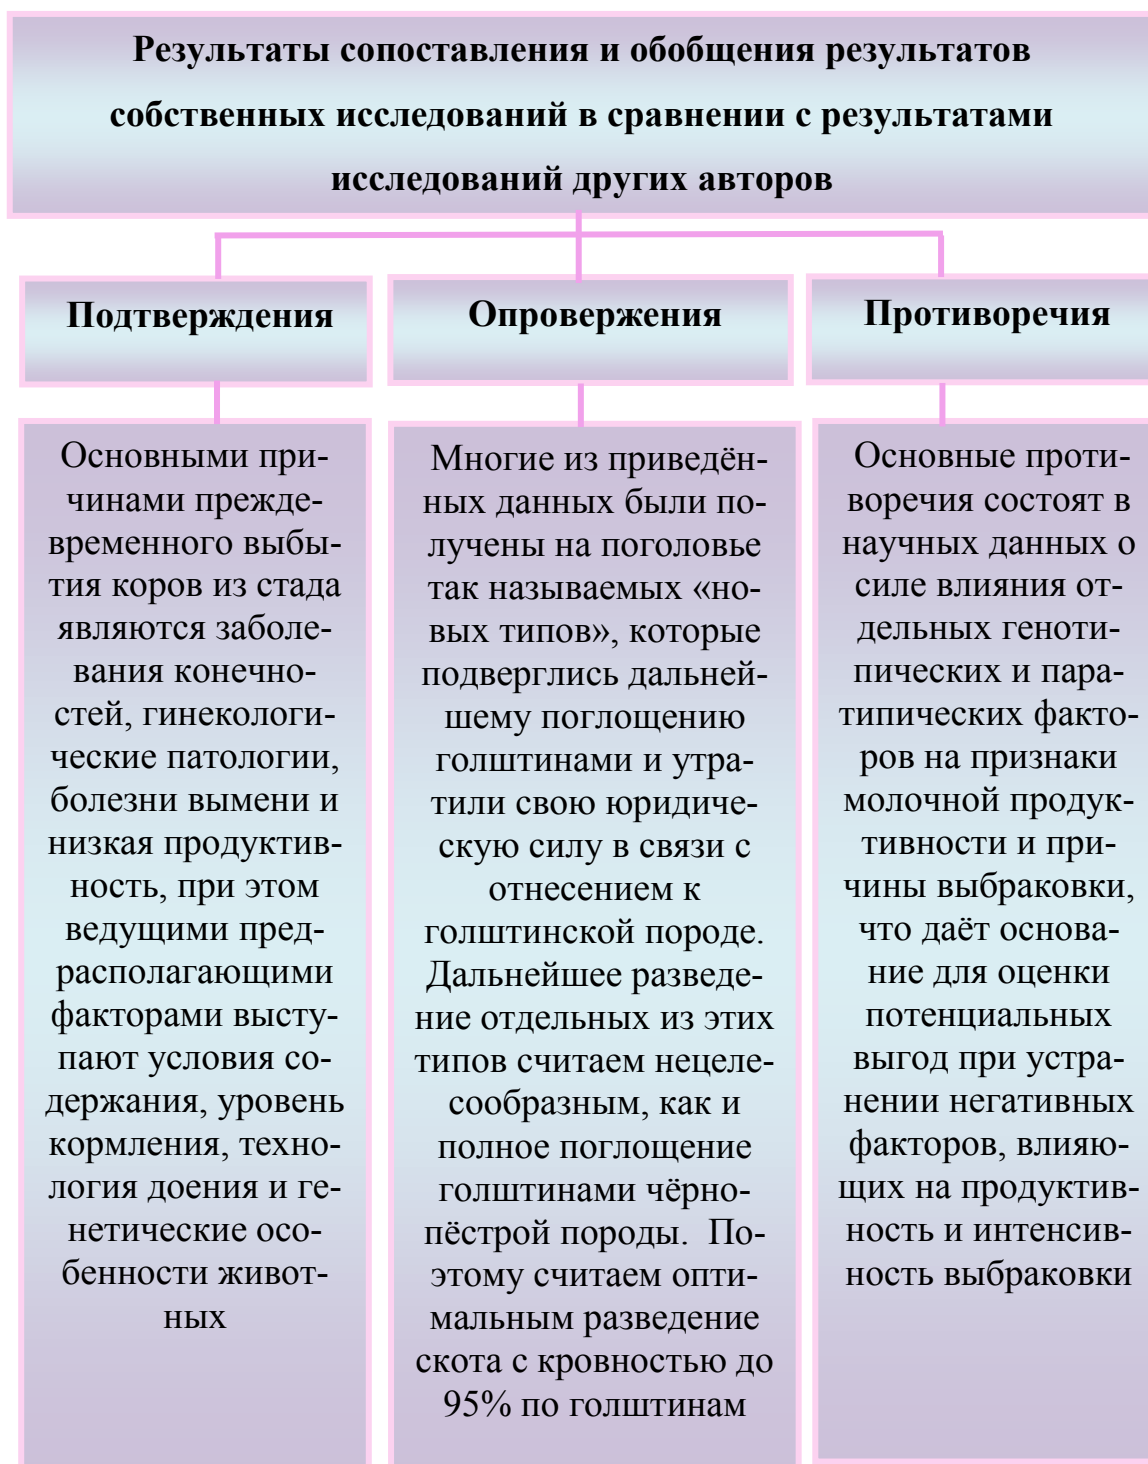 Результаты сопоставления и обобщения результатов
собственных исследований в сравнении с результатами
исследований других авторов
Подтверждения
Опровержения
Противоречия
Основными при-
чинами прежде-
временного выбы-
тия коров из стада
являются заболе-
вания конечно-
стей, гинекологи-
ческие патологии,
болезни вымени и
низкая продуктив-
ность, при этом
ведущими пред-
располагающими
факторами высту-
пают условия со-
держания, уровень
кормления, техно-
логия доения и ге-
нетические осо-
бенности живот-
ных
Многие из приведён-
ных данных были по-
лучены на поголовье
так называемых «но-
вых типов», которые
подверглись дальней-
шему поглощению
голштинами и утра-
тили свою юридиче-
скую силу в связи с
отнесением к
голштинской породе.
Дальнейшее разведе-
ние отдельных из этих
типов считаем нецеле-
сообразным, как и
полное поглощение
голштинами чёрно-
пёстрой породы. По-
этому считаем опти-
мальным разведение
скота с кровностью до
95% по голштинам
Основные проти-
воречия состоят в
научных данных о
силе влияния от-
дельных геноти-
пических и пара-
типических факто-
ров на признаки
молочной продук-
тивности и при-
чины выбраковки,
что даёт основа-
ние для оценки
потенциальных
выгод при устра-
нении негативных
факторов, влияю-
щих на продуктив-
ность и интенсив-
ность выбраковки